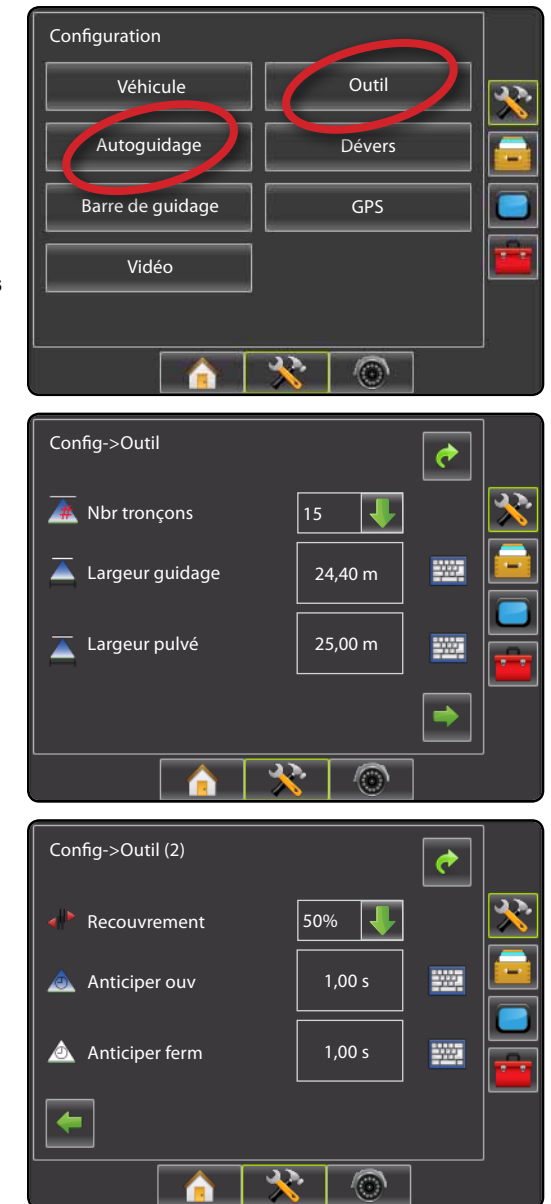 Configuration
Véhicule Outil
Autoguidage Dévers
Barre de guidage GPS
Vidéo
s
Config->Outil
# Nbr tronçons 15
Largeur guidage 24,40 m
Largeur pulvé 25,00 m
Config->Outil (2)
Recouvrement 50%
Anticiper ouv 1,00 s
Anticiper ferm 1,00 s